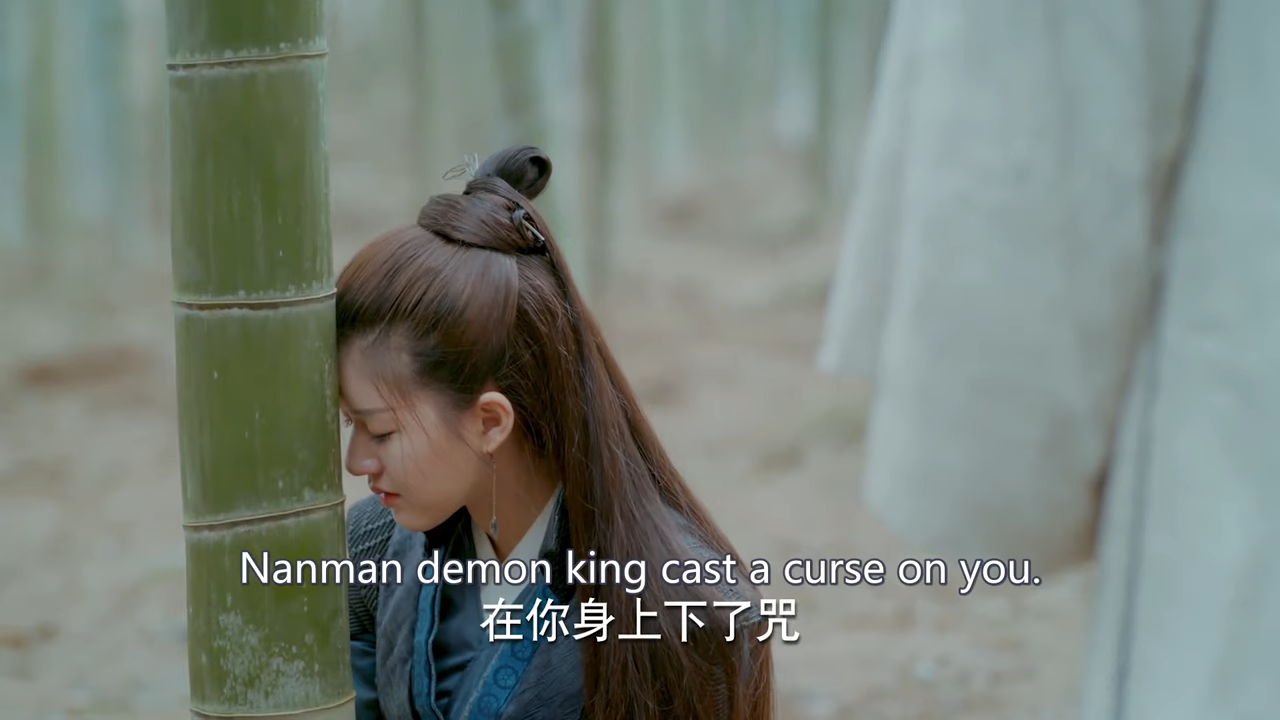 Nanman demon king cast a curse on you.
在你身上下了咒